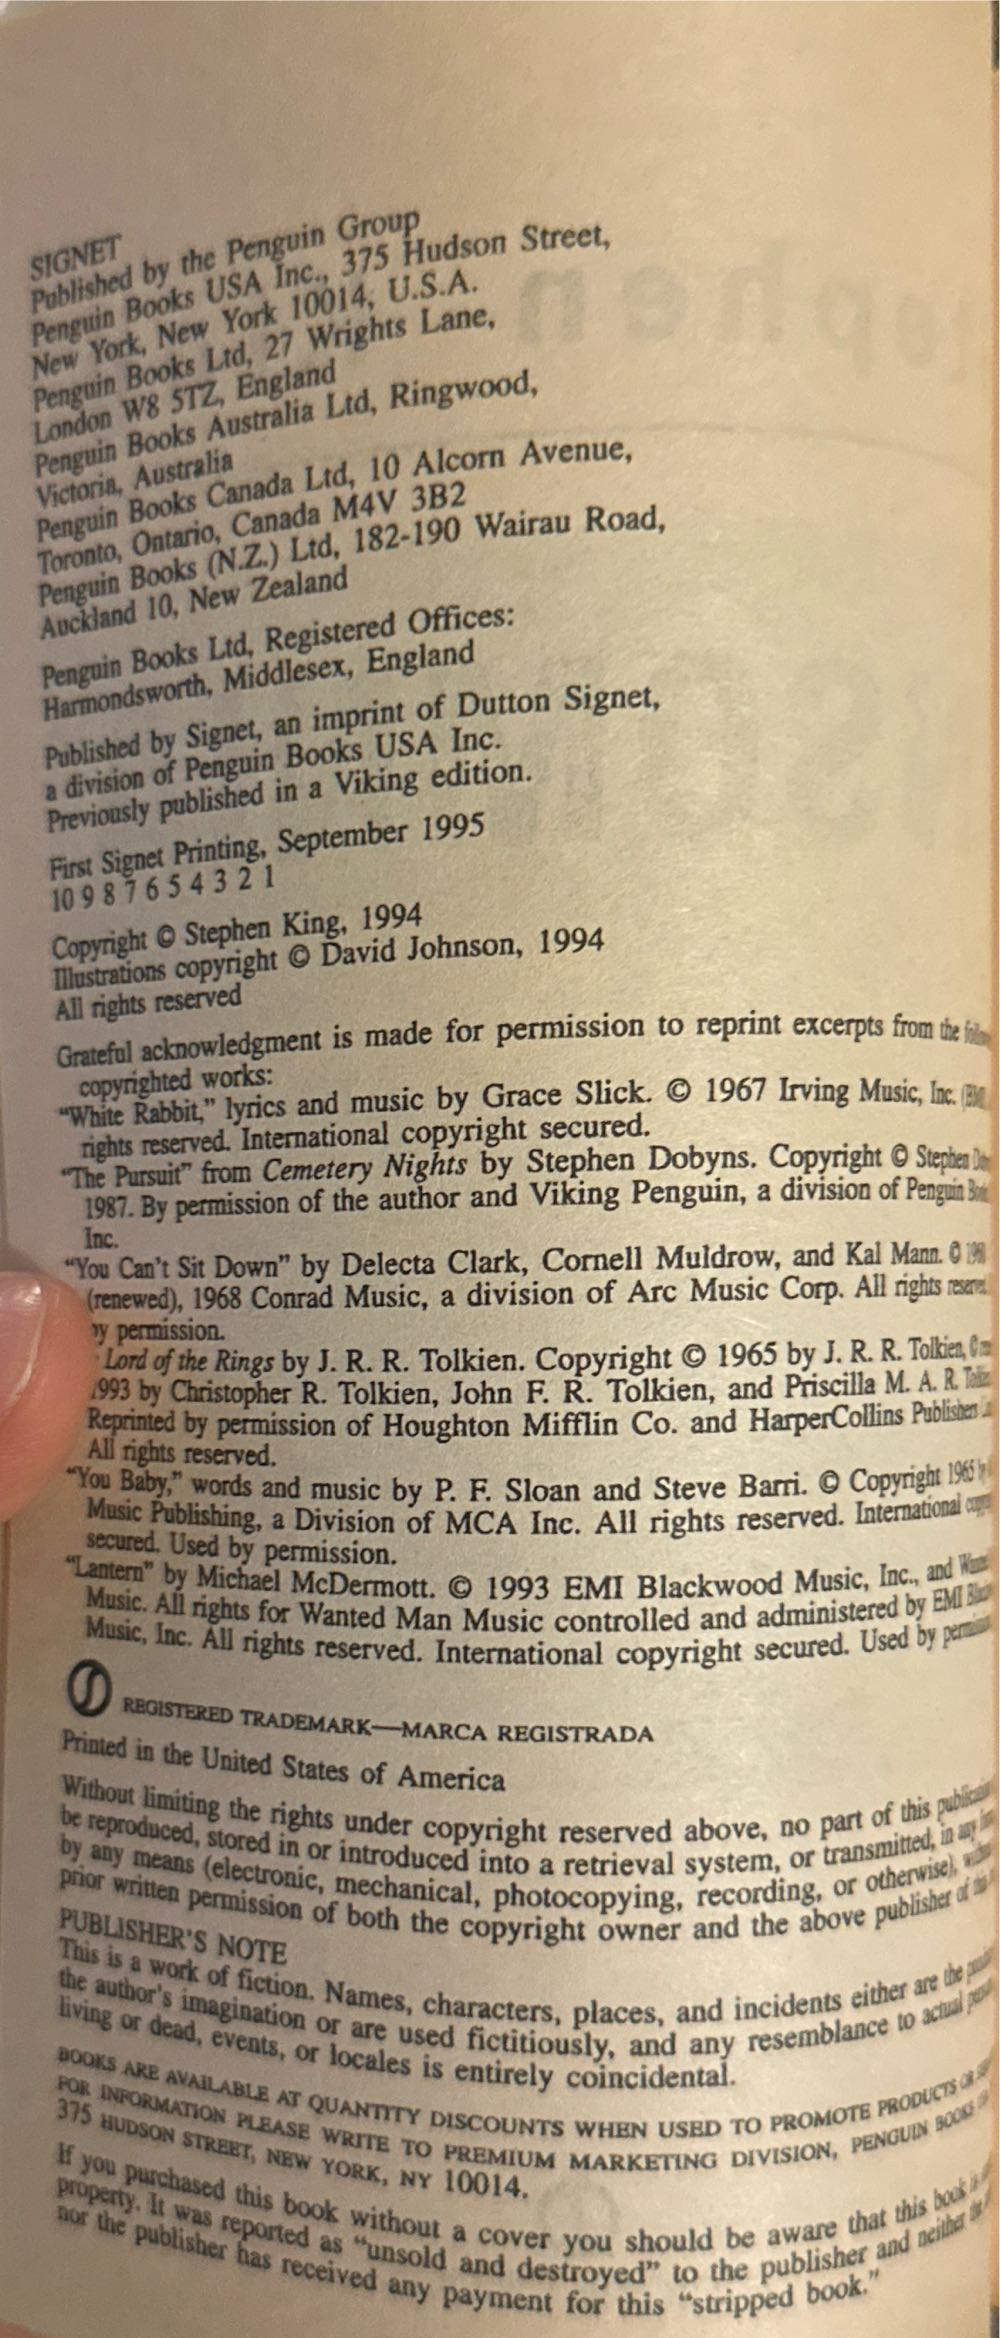 SIGNET
Published by the Penguin Group
Penguin Books USA Inc., 375 Hudson Street,
New York, New York 10014, U.S.A.
Penguin Books Ltd, 27 Wrights Lane,
London W8 5TZ, England
Penguin Books Australia Ltd, Ringwood,
Victoria, Australia
Penguin Books Canada Ltd, 10 Alcorn Avenue,
Toronto, Ontario, Canada M4V 3B2
Penguin Books (N.Z.) Ltd, 182-190 Wairau Road,
Auckland 10, New Zealand
Penguin Books Ltd, Registered Offices:
Harmondsworth, Middlesex, England
Published by Signet, an imprint of Dutton Signet,
a division of Penguin Books USA Inc.
Previously published in a Viking edition.
First Signet Printing, September 1995
10 9 8 7 6 5 4 3 2 1
Copyright © Stephen King, 1994
Illustrations copyright © David Johnson, 1994
All rights reserved
Grateful acknowledgment is made for permission to reprint excerpts from the
copyrighted works:
"White Rabbit," lyrics and music by Grace Slick. © 1967 Irving Music, Inc.
rights reserved. International copyright secured.
"The Pursuit" from Cemetery Nights by Stephen Dobyns. Copyright © Stephen
1987. By permission of the author and Viking Penguin, a division of Penguin
Inc.
"You Can't Sit Down" by Delecta Clark, Cornell Muldrow, and Kal Mann. ©
(renewed), 1968 Conrad Music, a division of Arc Music Corp. All rights
permission.
Lord of the Rings by J. R. R. Tolkien. Copyright © 1965 by J. R. R. Tolkien,
1993 by Christopher R. Tolkien, John F. R. Tolkien, and Priscilla M. A. R.
Reprinted by permission of Houghton Mifflin Co. and HarperCollins Publishers
All rights reserved.
"You Baby," words and music by P. F. Sloan and Steve Barri. © Copyright 1965
Music Publishing, a Division of MCA Inc. All rights reserved. International
secured. Used by permission.
"Lantern" by Michael McDermott. © 1993 EMI Blackwood Music, Inc., and
Music. All rights for Wanted Man Music controlled and administered by EMI
Music, Inc. All rights reserved. International copyright secured. Used by
REGISTERED TRADEMARK—MARCA REGISTRADA
Printed in the United States of America
Without limiting the rights under copyright reserved above, no part of this
be reproduced, stored in or introduced into a retrieval system, or transmitted, in any
by any means (electronic, mechanical, photocopying, recording, or otherwise),
prior written permission of both the copyright owner and the above publisher of
PUBLISHER'S NOTE
This is a work of fiction. Names, characters, places, and incidents either are the
the author's imagination or are used fictitiously, and any resemblance to actual
living or dead, events, or locales is entirely coincidental.
BOOKS ARE AVAILABLE AT QUANTITY DISCOUNTS WHEN USED TO PROMOTE PRODUCTS OR
FOR INFORMATION PLEASE WRITE TO PREMIUM MARKETING DIVISION, PENGUIN BOOKS
375 HUDSON STREET, NEW YORK, NY 10014.
If you purchased this book without a cover you should be aware that this book
property. It was reported as "unsold and destroyed" to the publisher and neither the
nor the publisher has received any payment for this "stripped book."